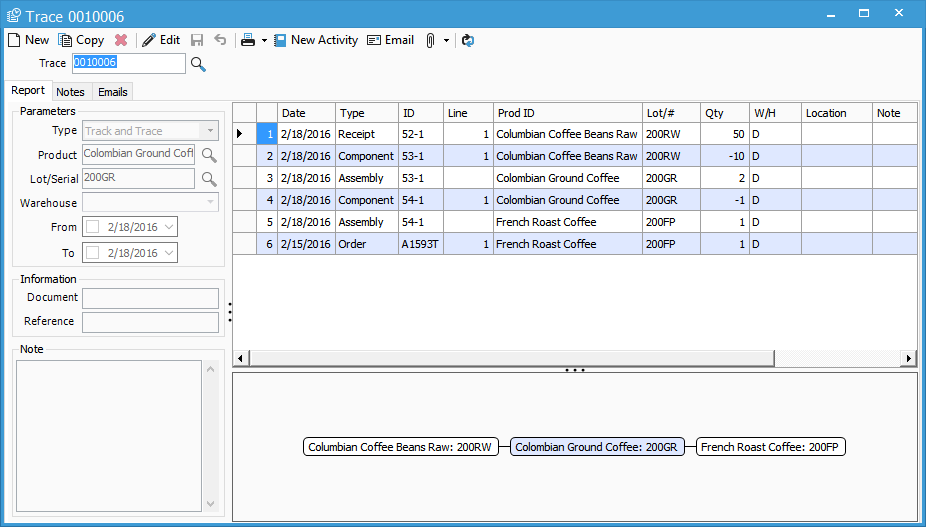 Trace 0010006
New Copy Edit New Activity Email
Trace 0010006
Report Notes Emails
Parameters
Type Track and Trace
Product Colombian Ground Coff
Lot/Serial 200GR
Warehouse
From 2/18/2016
To 2/18/2016
Information
Document
Reference
Note
Date Type ID Line Prod ID Lot/# Qty W/H Location Note
1 2/18/2016 Receipt 52-1 1 Columbian Coffee Beans Raw 200RW 50 D
2 2/18/2016 Component 53-1 1 Columbian Coffee Beans Raw 200RW -10 D
3 2/18/2016 Assembly 53-1 Colombian Ground Coffee 200GR 2 D
4 2/18/2016 Component 54-1 1 Colombian Ground Coffee 200GR -1 D
5 2/18/2016 Assembly 54-1 French Roast Coffee 200FP 1 D
6 2/15/2016 Order A1593T 1 French Roast Coffee 200FP 1 D
Columbian Coffee Beans Raw: 200RW Colombian Ground Coffee: 200GR French Roast Coffee: 200FP